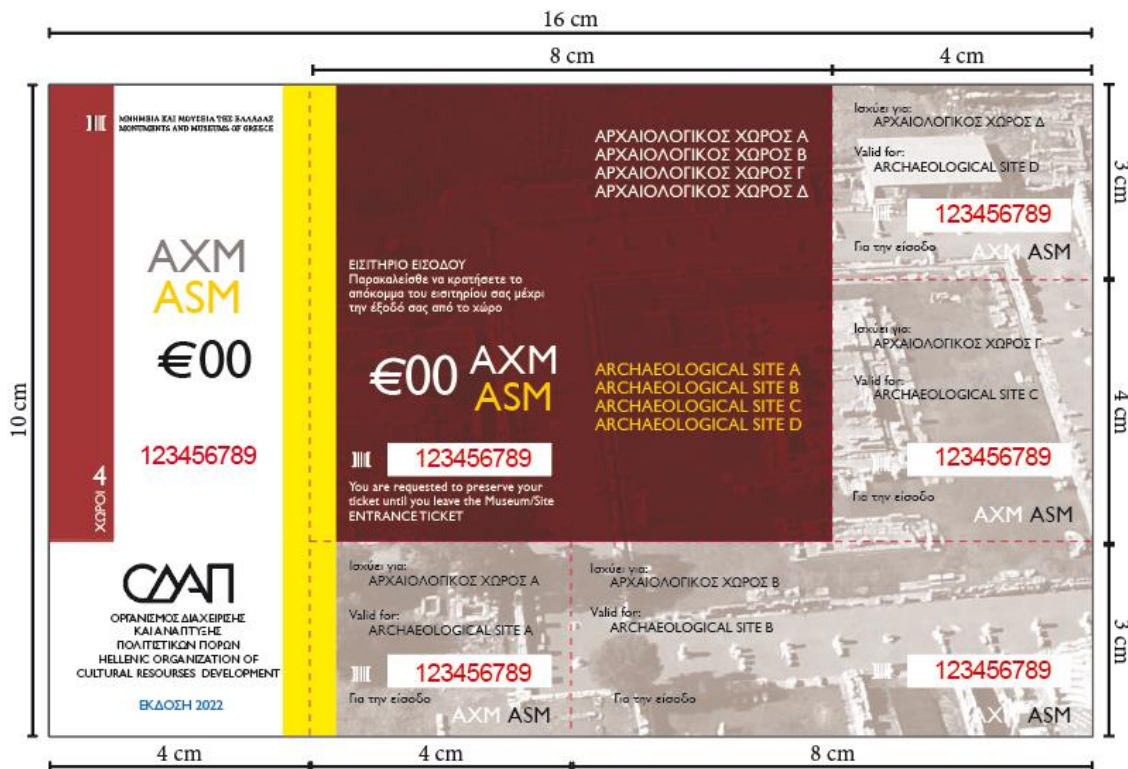 16 cm
8 cm
4 cm
10 cm
ΜΝΗΜΕΙΑ ΚΑΙ ΜΟΥΣΕΙΑ ΤΗΣ ΕΛΛΑΔΑΣ
MONUMENTS AND MUSEUMS OF GREECE
ΑΧΜ
ASM
€00
123456789
4
ΧΩΡΟΙ
ΟΔΑΠ
ΟΡΓΑΝΙΣΜΟΣ ΔΙΑΧΕΙΡΙΣΗΣ
ΚΑΙ ΑΝΑΠΤΥΞΗΣ
ΠΟΛΙΤΙΣΤΙΚΩΝ ΠΟΡΩΝ
HELLENIC ORGANIZATION OF
CULTURAL RESOURSES DEVELOPMENT
ΕΚΔΟΣΗ 2022
ΑΡΧΑΙΟΛΟΓΙΚΟΣ ΧΩΡΟΣ Α
ΑΡΧΑΙΟΛΟΓΙΚΟΣ ΧΩΡΟΣ Β
ΑΡΧΑΙΟΛΟΓΙΚΟΣ ΧΩΡΟΣ Γ
ΑΡΧΑΙΟΛΟΓΙΚΟΣ ΧΩΡΟΣ Δ
ΕΙΣΙΤΗΡΙΟ ΕΙΣΟΔΟΥ
Παρακαλείσθε να κρατήσετε το
απόκομμα του εισιτηρίου σας μέχρι
την έξοδό σας από το χώρο
€00 ΑΧΜ
ASM
ARCHAEOLOGICAL SITE A
ARCHAEOLOGICAL SITE B
ARCHAEOLOGICAL SITE C
ARCHAEOLOGICAL SITE D
123456789
You are requested to preserve your
ticket until you leave the Museum/Site
ENTRANCE TICKET
Ισχύει για:
ΑΡΧΑΙΟΛΟΓΙΚΟΣ ΧΩΡΟΣ Δ
Valid for:
ARCHAEOLOGICAL SITE D
123456789
Για την είσοδο
ΑΧΜ ASM
3 cm
Ισχύει για:
ΑΡΧΑΙΟΛΟΓΙΚΟΣ ΧΩΡΟΣ Γ
Valid for:
ARCHAEOLOGICAL SITE C
123456789
Για την είσοδο
ΑΧΜ ASM
4 cm
Ισχύει για:
ΑΡΧΑΙΟΛΟΓΙΚΟΣ ΧΩΡΟΣ Α
Valid for:
ARCHAEOLOGICAL SITE A
123456789
Για την είσοδο
ΑΧΜ ASM
Ισχύει για:
ΑΡΧΑΙΟΛΟΓΙΚΟΣ ΧΩΡΟΣ Β
Valid for:
ARCHAEOLOGICAL SITE B
123456789
Για την είσοδο
ΑΧΜ ASM
3 cm
4 cm
4 cm
8 cm